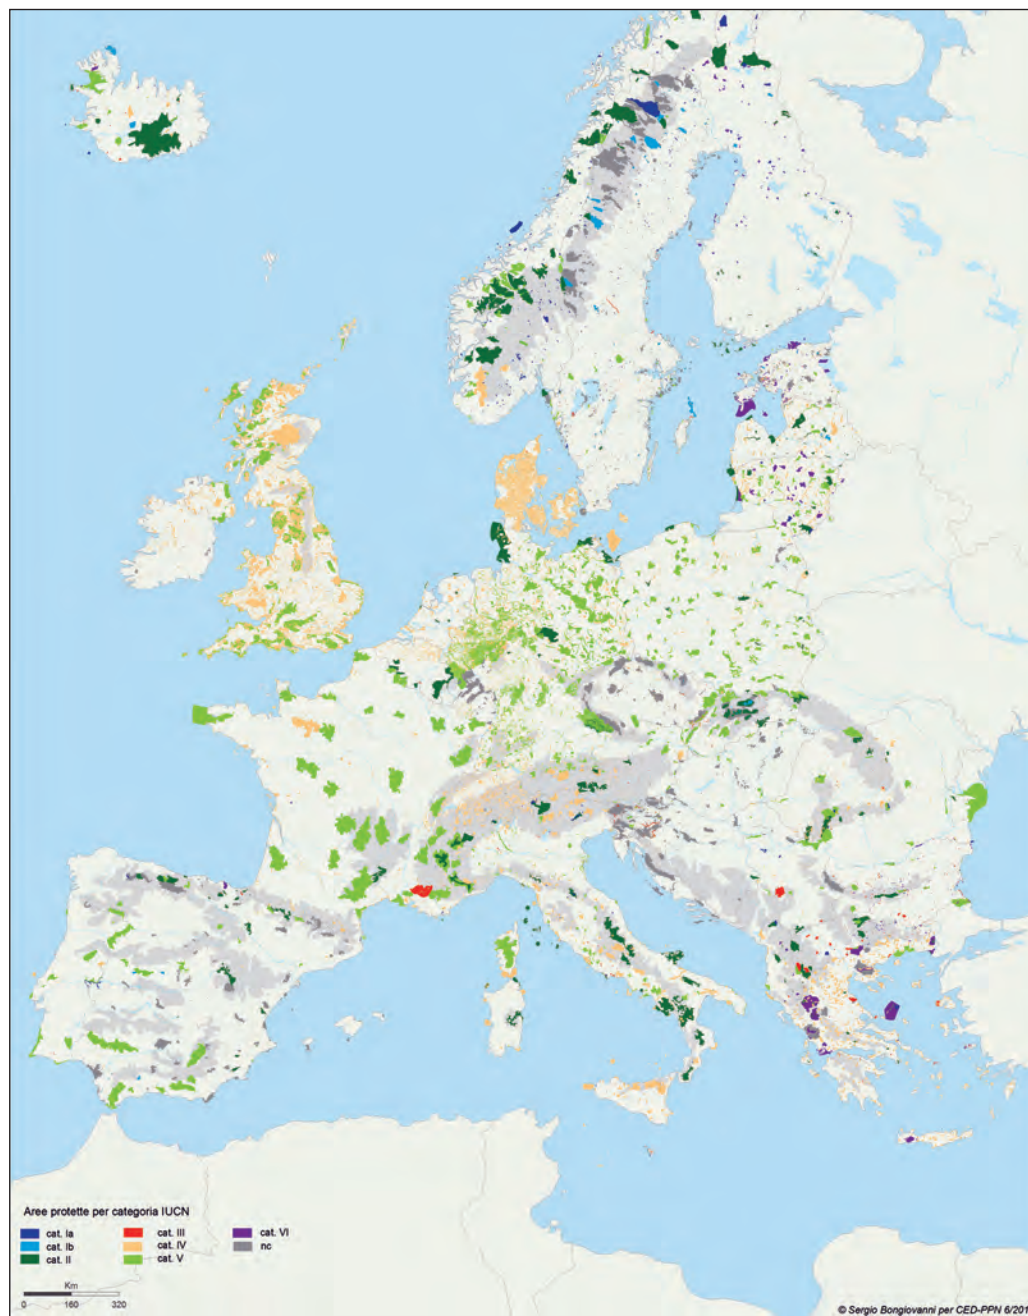 Aree protette per categoria IUCN
cat. Ia
cat. Ib
cat. II
cat. III
cat. IV
cat. V
cat. VI
nc
Km
0 160 320
© Sergio Bongiovanni per CED-PPN 6/201